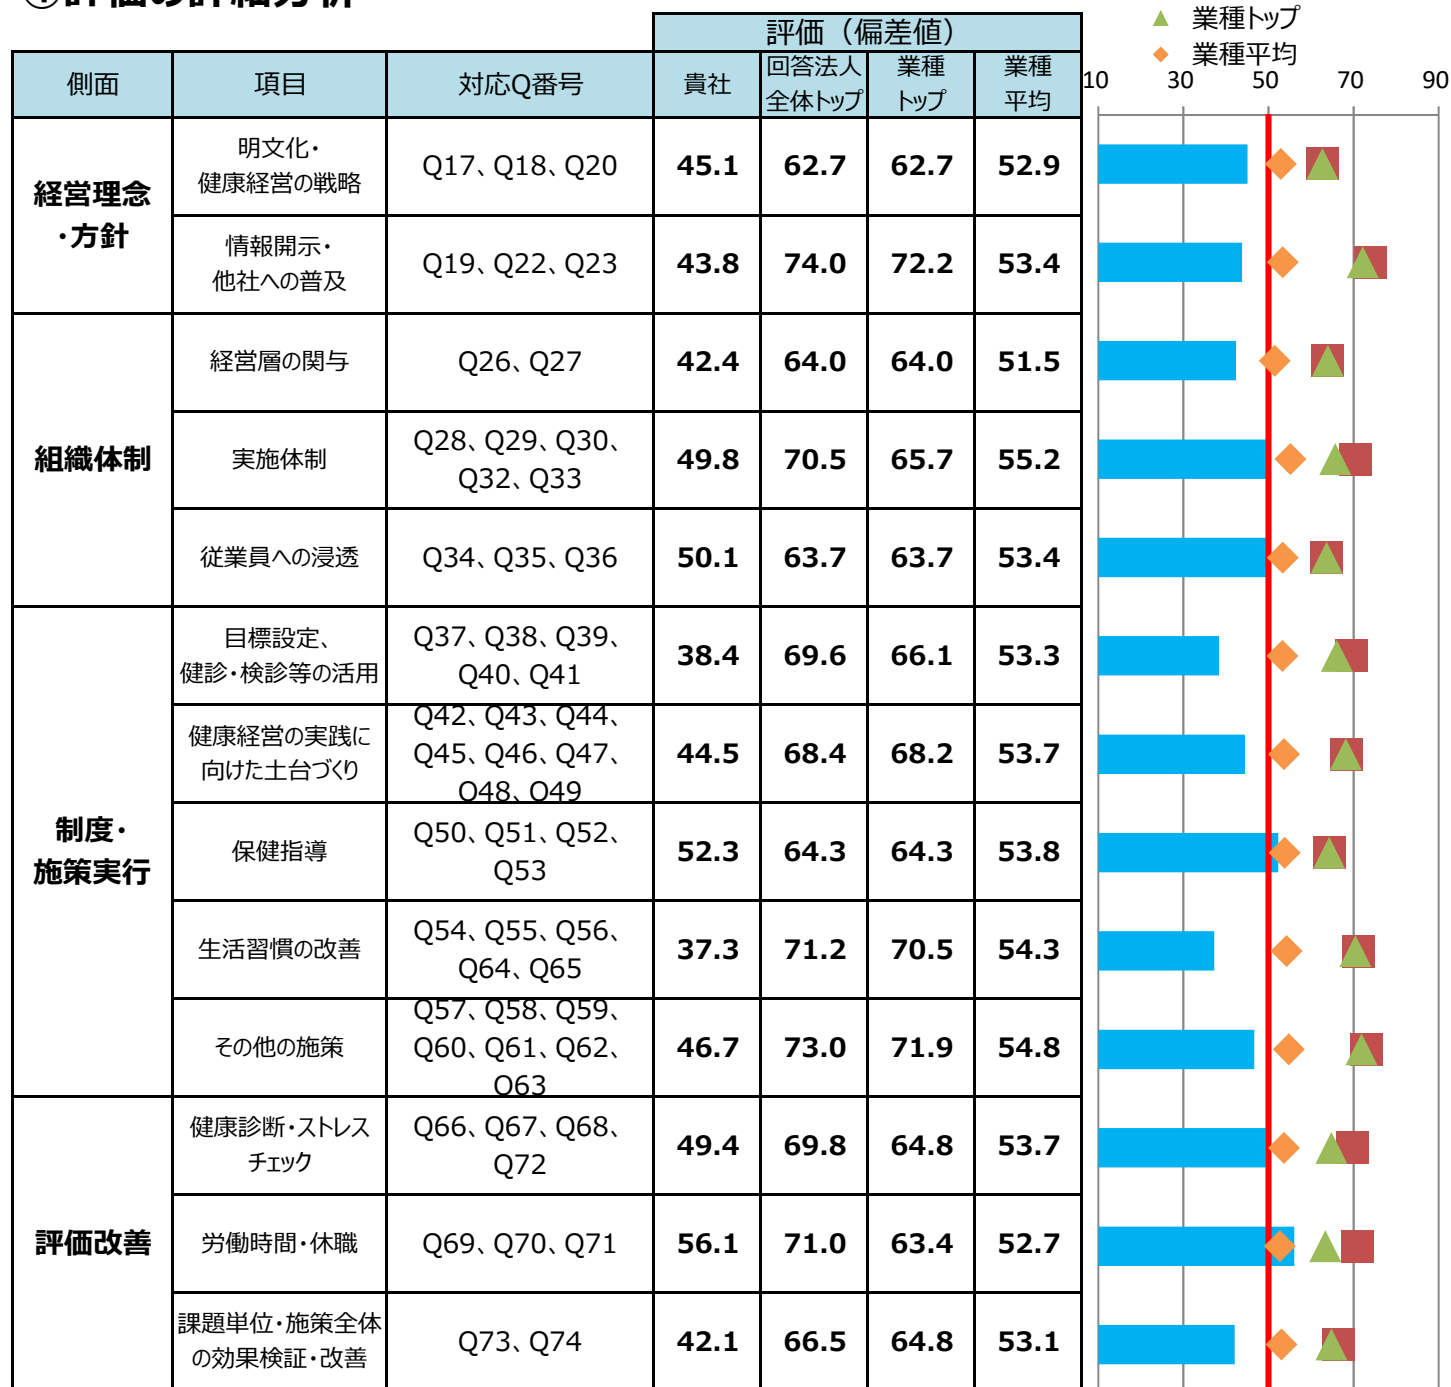 ①評価の詳細分析
▲ 業種トップ
◆ 業種平均
評価（偏差値）
側面 項目 対応Q番号 貴社 回答法人 業種 業種
全体トップ トップ 平均
10 30 50 70 90
経営理念
・方針
明文化・
健康経営の戦略
Q17、Q18、Q20 45.1 62.7 62.7 52.9
情報開示・
他社への普及
Q19、Q22、Q23 43.8 74.0 72.2 53.4
組織体制
経営層の関与 Q26、Q27 42.4 64.0 64.0 51.5
実施体制
Q28、Q29、Q30、
Q32、Q33
49.8 70.5 65.7 55.2
従業員への浸透 Q34、Q35、Q36 50.1 63.7 63.7 53.4
制度・
施策実行
目標設定、
健診・検診等の活用
Q37、Q38、Q39、
Q40、Q41
38.4 69.6 66.1 53.3
健康経営の実践に
向けた土台づくり
Q42、Q43、Q44、
Q45、Q46、Q47、
Q48、Q49
44.5 68.4 68.2 53.7
保健指導
Q50、Q51、Q52、
Q53
52.3 64.3 64.3 53.8
生活習慣の改善
Q54、Q55、Q56、
Q64、Q65
37.3 71.2 70.5 54.3
その他の施策
Q57、Q58、Q59、
Q60、Q61、Q62、
Q63
46.7 73.0 71.9 54.8
評価改善
健康診断・ストレス
チェック
Q66、Q67、Q68、
Q72
49.4 69.8 64.8 53.7
労働時間・休職 Q69、Q70、Q71 56.1 71.0 63.4 52.7
課題単位・施策全体
の効果検証・改善
Q73、Q74 42.1 66.5 64.8 53.1